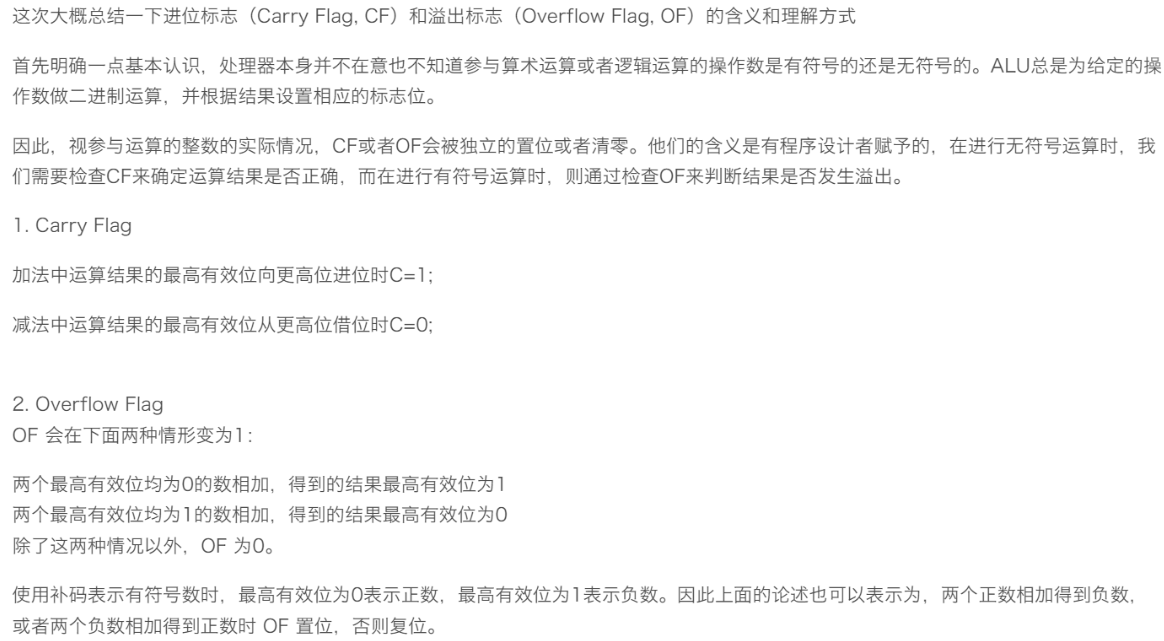 这次大概总结一下进位标志（Carry Flag, CF）和溢出标志（Overflow Flag, OF）的含义和理解方式
首先明确一点基本认识，处理器本身并不在意也不知道参与算术运算或者逻辑运算的操作数是有符号的还是无符号的。ALU总是为给定的操
作数做二进制运算，并根据结果设置相应的标志位。
因此，视参与运算的整数的实际情况，CF或者OF会被独立的置位或者清零。他们的含义是有程序设计者赋予的，在进行无符号运算时，我
们需要检查CF来确定运算结果是否正确，而在进行有符号运算时，则通过检查OF来判断结果是否发生溢出。
1. Carry Flag
加法中运算结果的最高有效位向更高位进位时C=1;
减法中运算结果的最高有效位从更高位借位时C=0;
2. Overflow Flag
OF 会在下面两种情形变为1:
两个最高有效位均为0的数相加，得到的结果最高有效位为1
两个最高有效位均为1的数相加，得到的结果最高有效位为0
除了这两种情况以外，OF 为0。
使用补码表示有符号数时，最高有效位为0表示正数，最高有效位为1表示负数。因此上面的论述也可以表示为，两个正数相加得到负数，
或者两个负数相加得到正数时 OF 置位，否则复位。